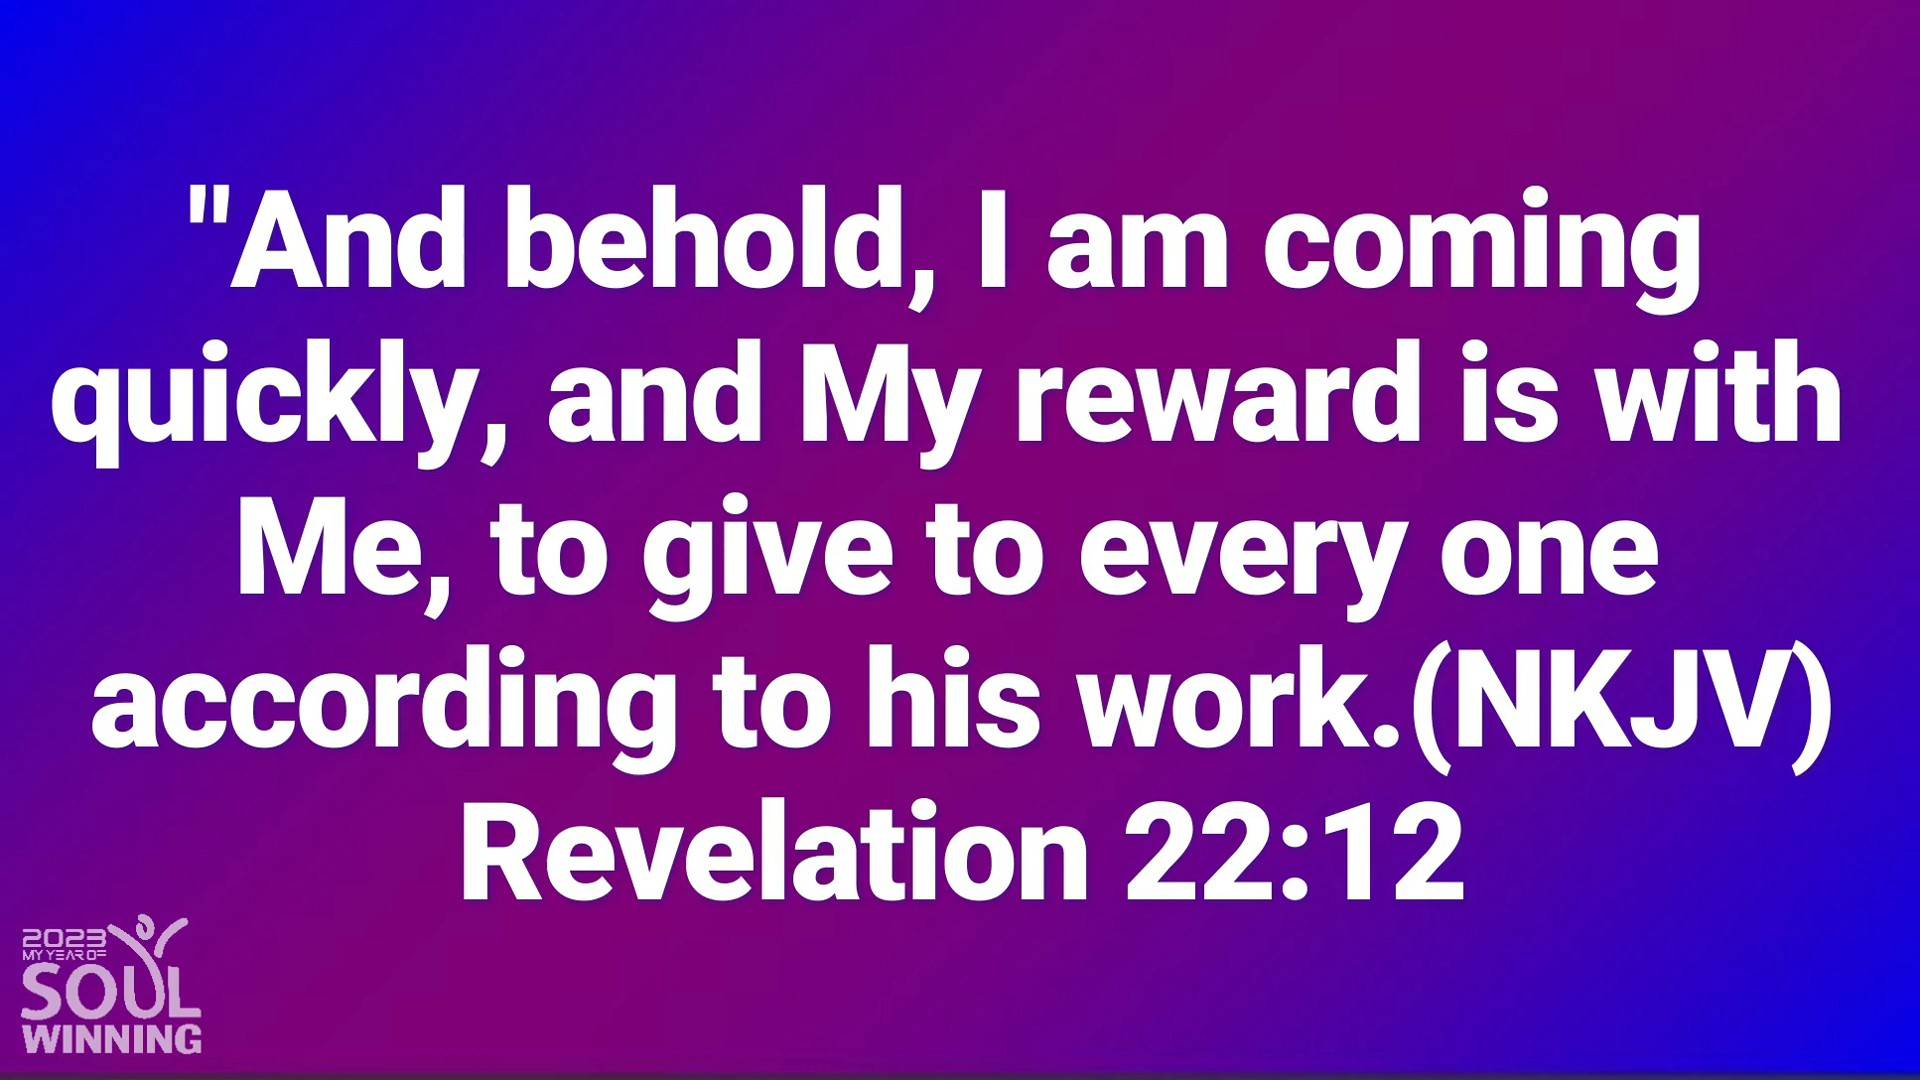 "And behold, I am coming
quickly, and My reward is with
Me, to give to every one
according to his work.(NKJV)
Revelation 22:12
2023
MY YEAR OF
SOUL
WINNING